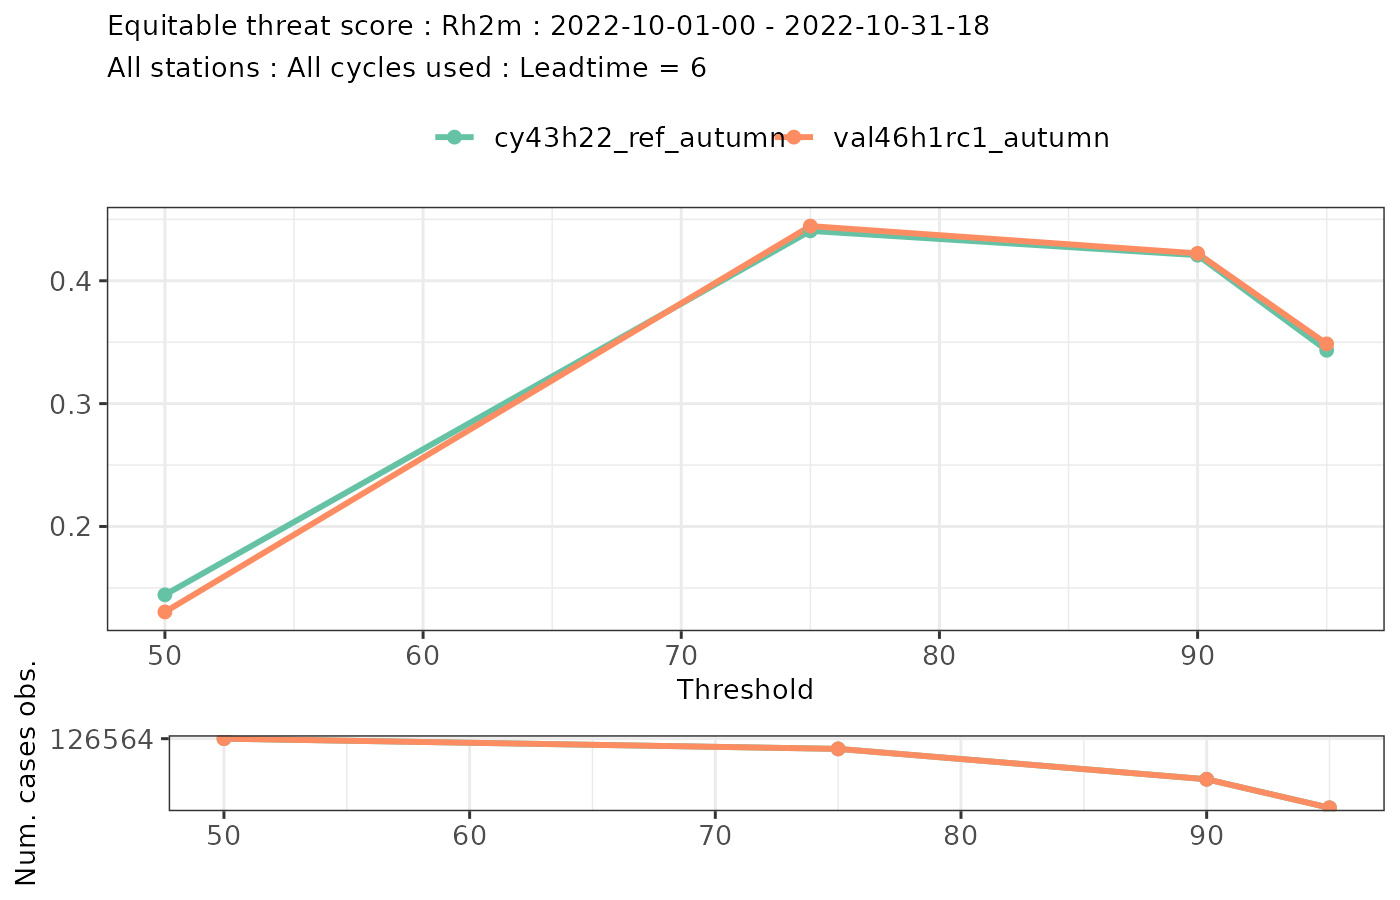 Equitable threat score : Rh2m : 2022-10-01-00 - 2022-10-31-18
All stations : All cycles used : Leadtime = 6
cy43h22_ref_autumn val46h1rc1_autumn
0.4
0.3
0.2
50 60 70 80 90
Threshold
Num. cases obs.
126564
50 60 70 80 90